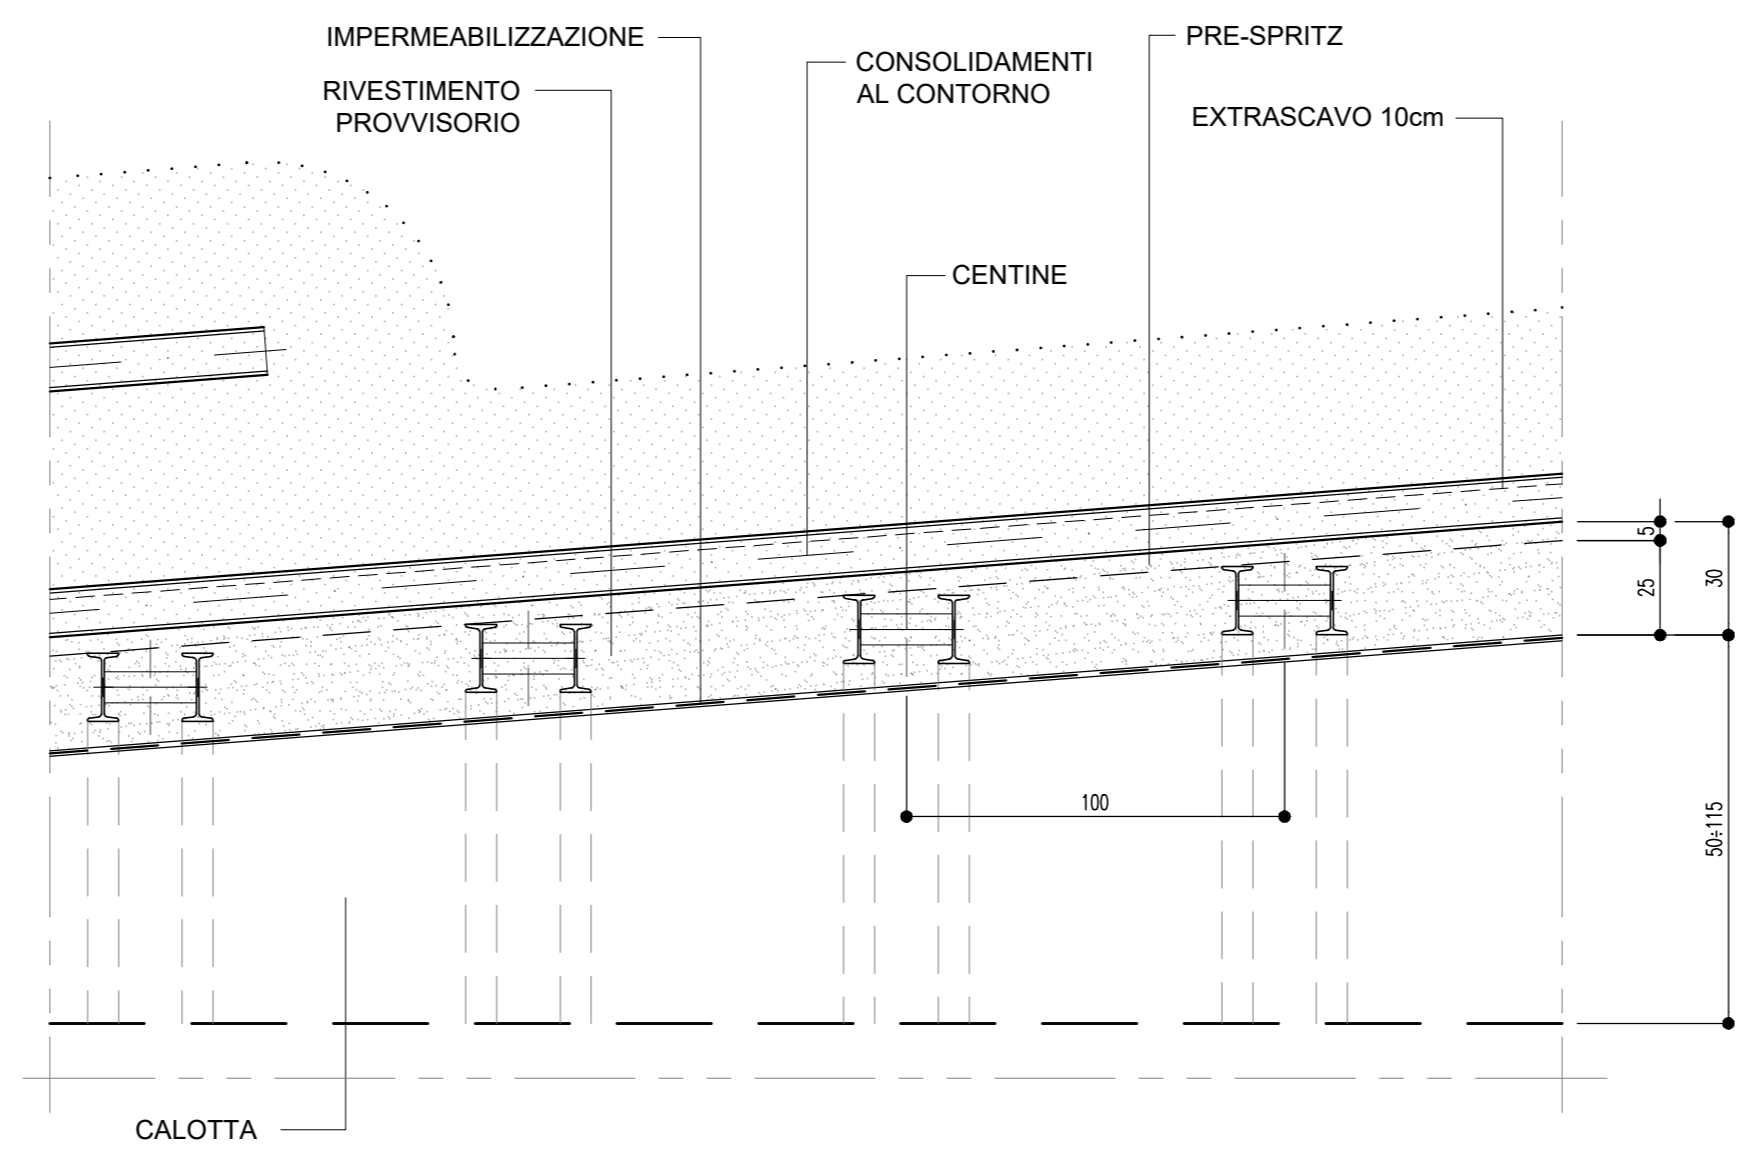 IMPERMEABILIZZAZIONE
PRE-SPRITZ
CONSOLIDAMENTI
AL CONTORNO
RIVESTIMENTO
PROVVISORIO
EXTRASCAVO 10cm
CENTINE
5
25
30
100
50÷115
CALOTTA